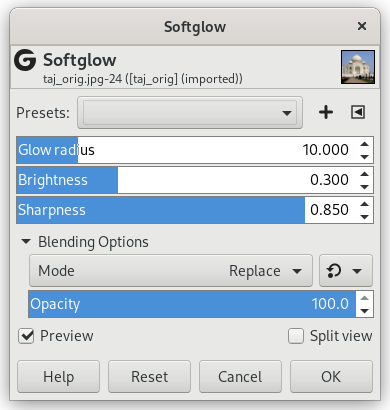 Softglow
Softglow
taj_orig.jpg-24 ([taj_orig] (imported))
Presets:
Glow radius 10.000
Brightness 0.300
Sharpness 0.850
Blending Options
Mode Replace
Opacity 100.0
Preview Split view
Help Reset Cancel OK